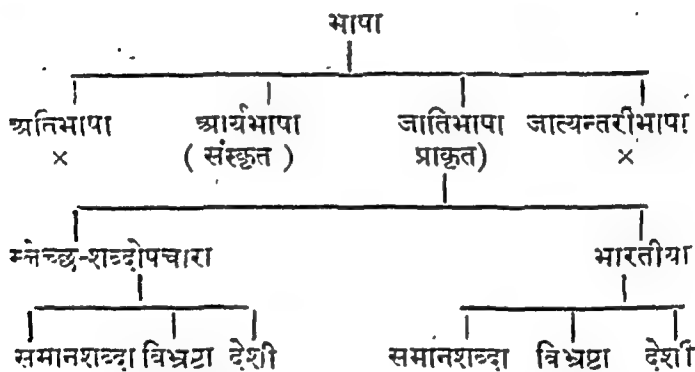 भाषा
अतिभाषा आर्यभाषा जातिभाषा जात्यन्तरीभाषा
× ( संस्कृत ) प्राकृत) ×
म्लेच्छ-शब्दोपचारा भारतीया
समानशब्दा विभ्रष्टा देशी समानशब्दा विभ्रष्टा देशी